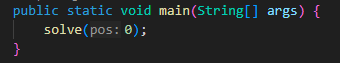 public static void main(String[] args) {
    solve(pos: 0);
}